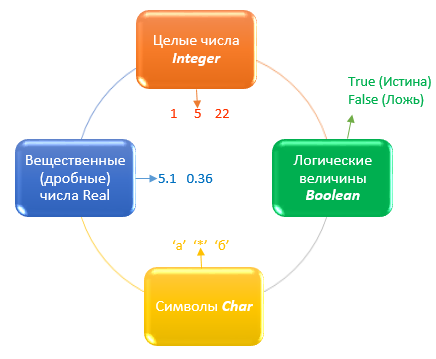 Целые числа
Integer
1 5 22
True (Истина)
False (Ложь)
Вещественные
(дробные)
числа Real
5.1 0.36
Логические
величины
Boolean
‘а’ ‘*’ ‘б’
Символы Char